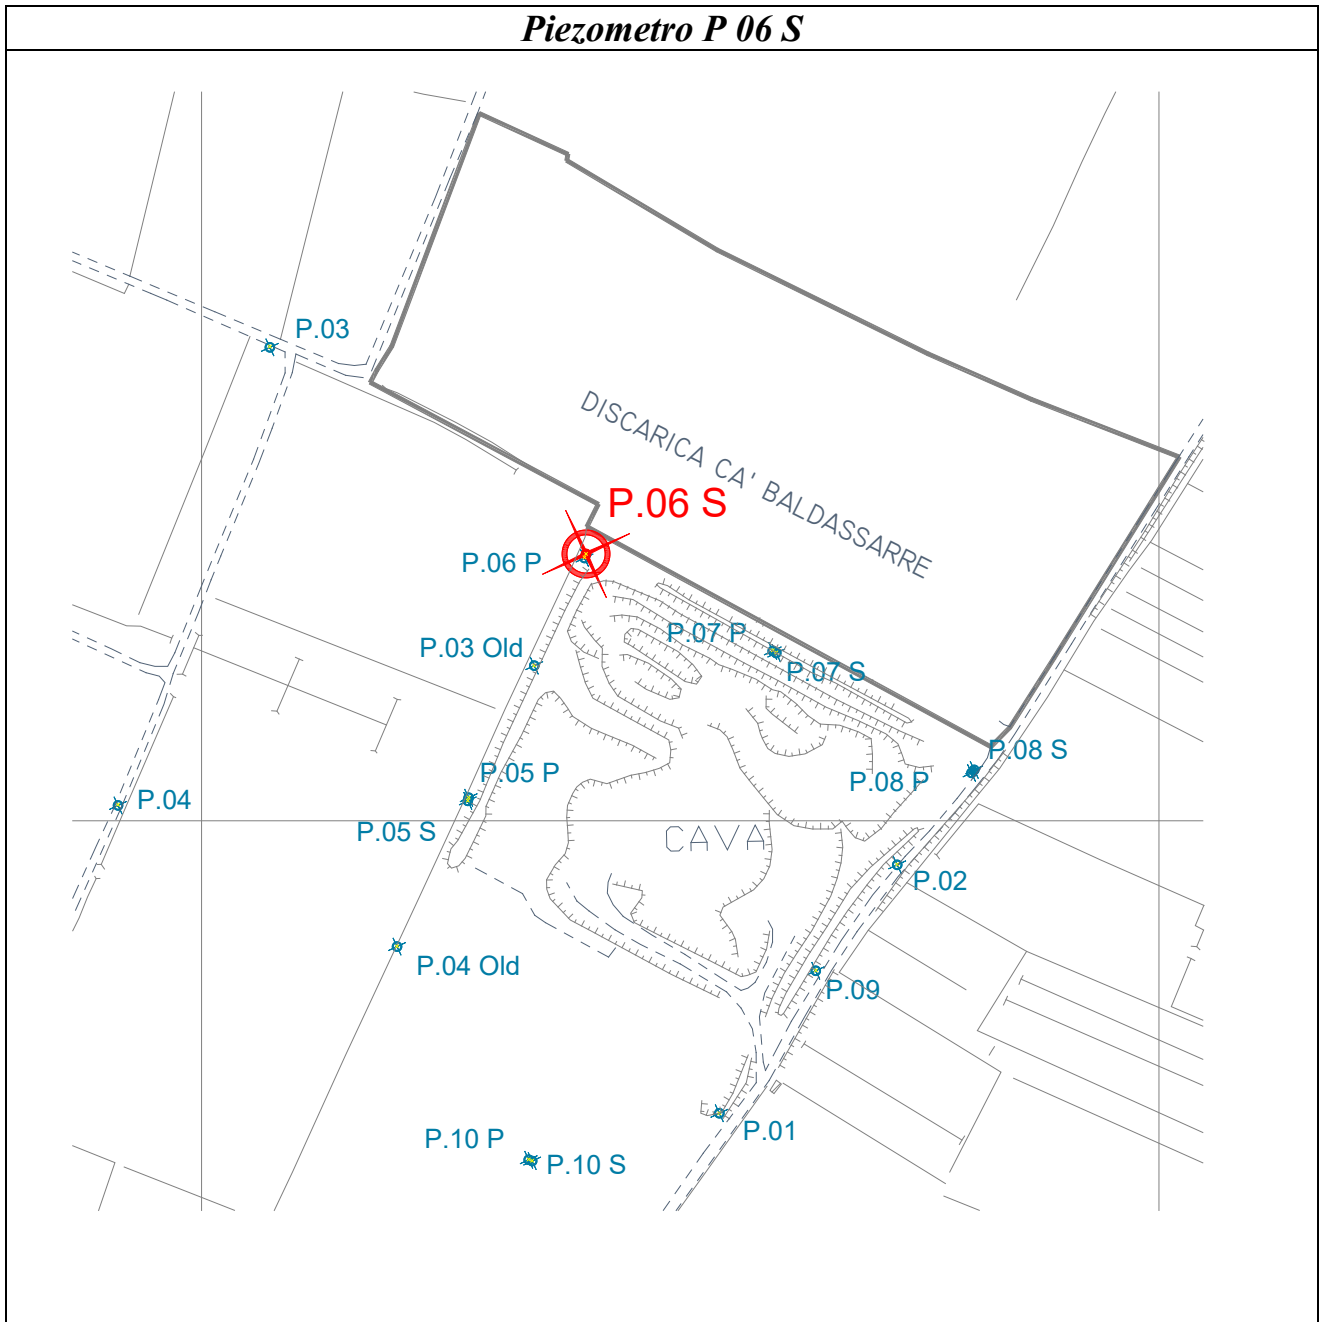 Piezometro P 06 S
P.03
DISCARICA CA' BALDASSARRE
P.06 S
P.06 P
P.07 P
P.03 Old
P.07 S
P.08 S
P.05 P
P.08 P
P.04
P.05 S
CAVA
P.02
P.04 Old
P.09
P.01
P.10 P
P.10 S